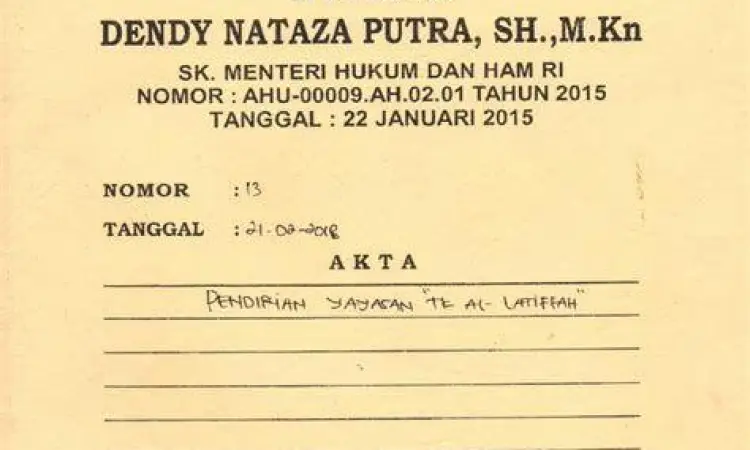 DENDY NATAZA PUTRA, SH.,M.Kn
SK. MENTERI HUKUM DAN HAM RI
NOMOR : AHU-00009.AH.02.01 TAHUN 2015
TANGGAL : 22 JANUARI 2015
NOMOR : 13
TANGGAL : 21-02-2018
AKTA
PENDIRIAN YAYASAN "TK AL-LATIFFAH"